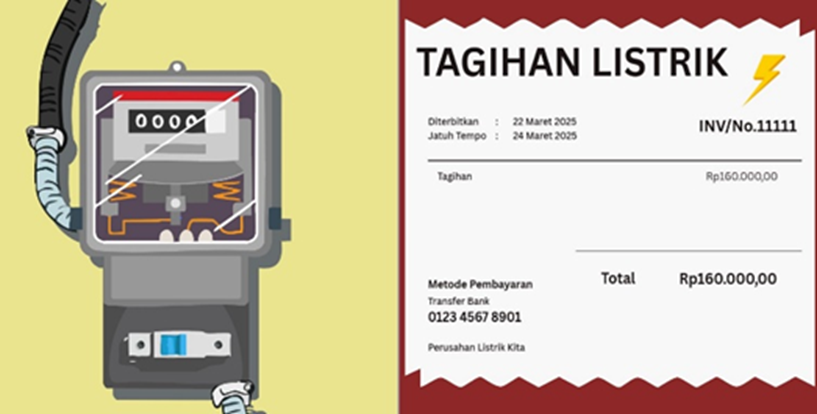 0000
TAGIHAN LISTRIK
Diterbitkan : 22 Maret 2025
Jatuh Tempo : 24 Maret 2025
INV/No.11111
Tagihan Rp160.000,00
Total Rp160.000,00
Metode Pembayaran
Transfer Bank
0123 4567 8901
Perusahan Listrik Kita